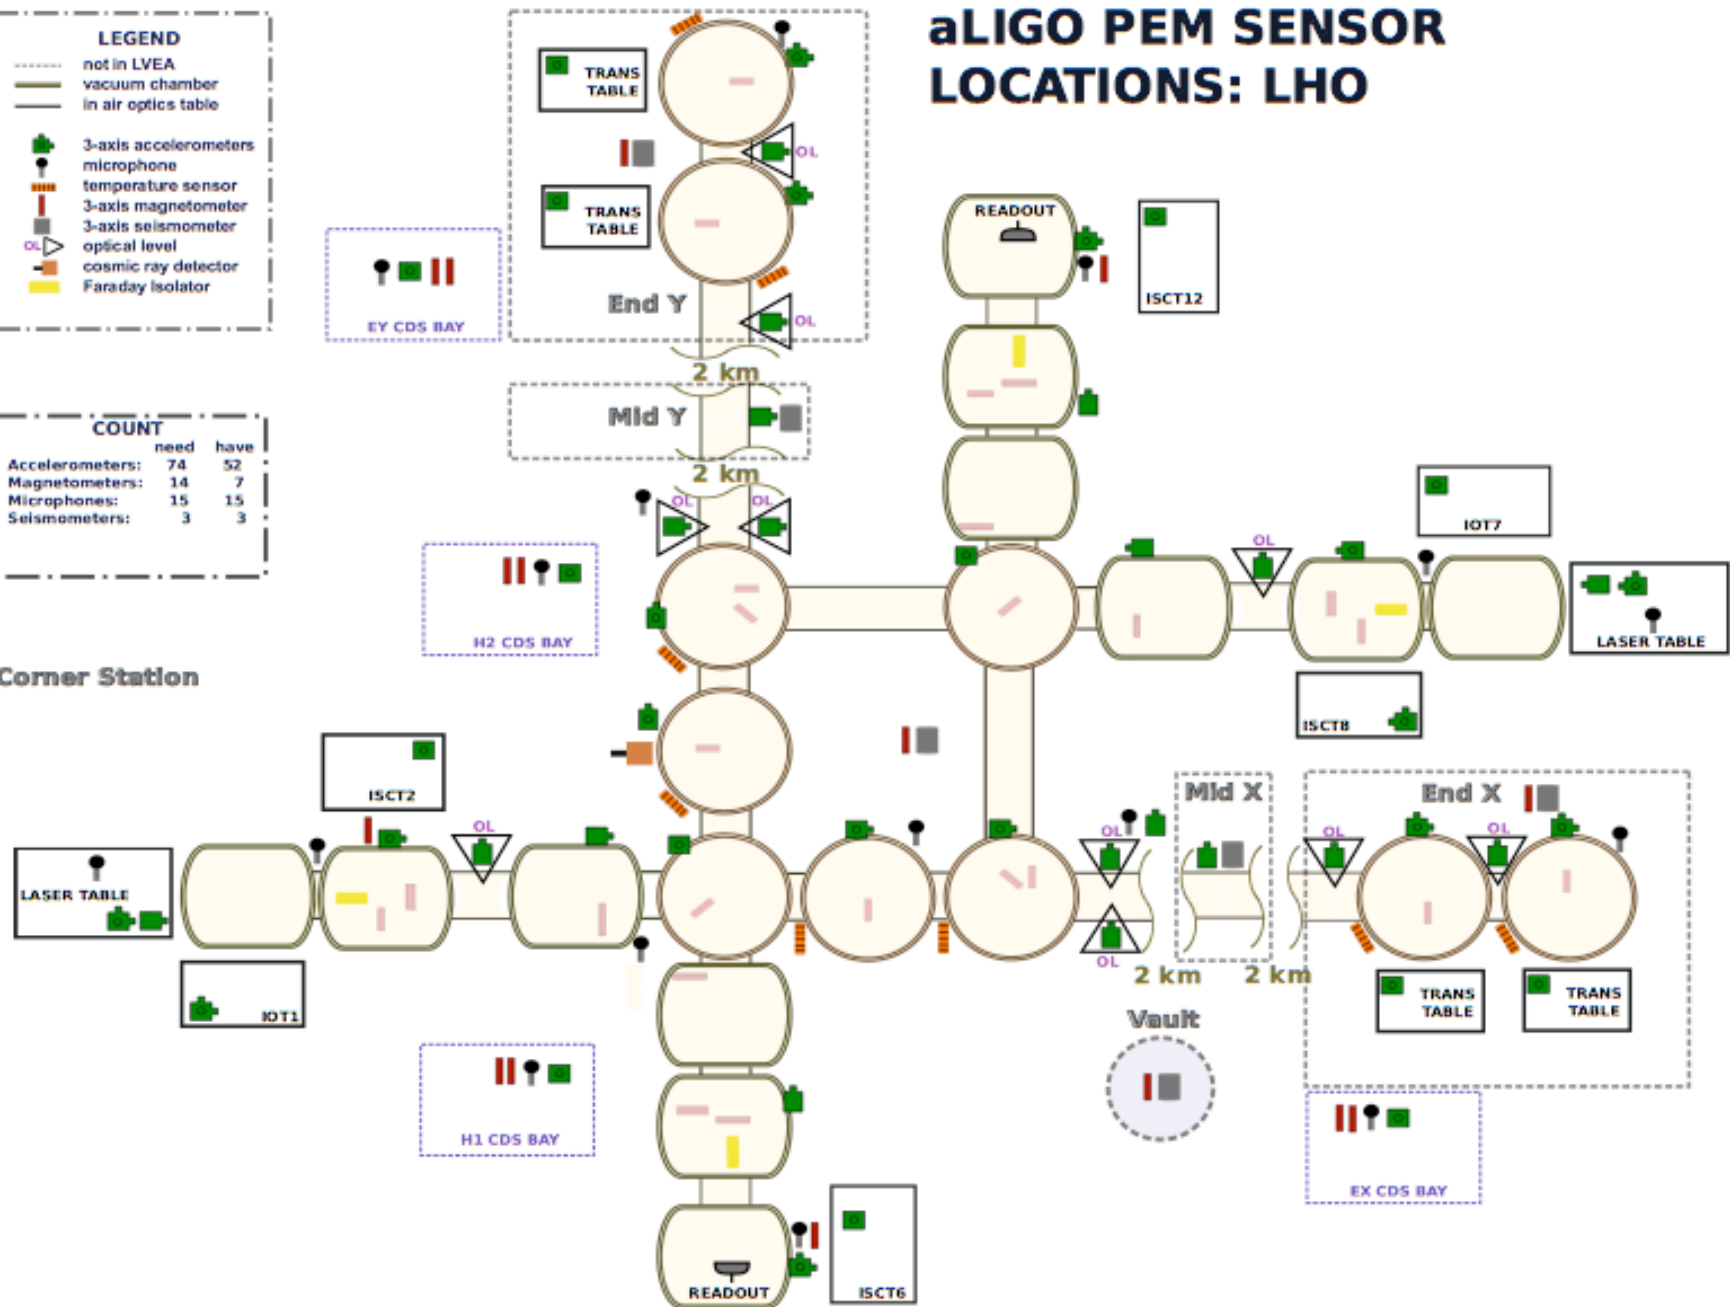 aLIGO PEM SENSOR
LOCATIONS: LHO
LEGEND
not in LVEA
vacuum chamber
in air optics table
3-axis accelerometers
microphone
temperature sensor
3-axis magnetometer
3-axis seismometer
OL optical level
cosmic ray detector
Faraday Isolator
COUNT
need have
Accelerometers: 74 52
Magnetometers: 14 7
Microphones: 15 15
Seismometers: 3 3
TRANS
TABLE
OL
TRANS
TABLE
End Y
OL
EY CDS BAY
2 km
Mid Y
2 km
OL
OL
READOUT
ISCT12
IOT7
OL
LASER TABLE
ISCT8
H2 CDS BAY
Corner Station
ISCT2
OL
LASER TABLE
IOT1
H1 CDS BAY
OL
OL
Mid X
2 km
2 km
End X
OL
OL
TRANS
TABLE
TRANS
TABLE
Vault
EX CDS BAY
READOUT
ISCT6